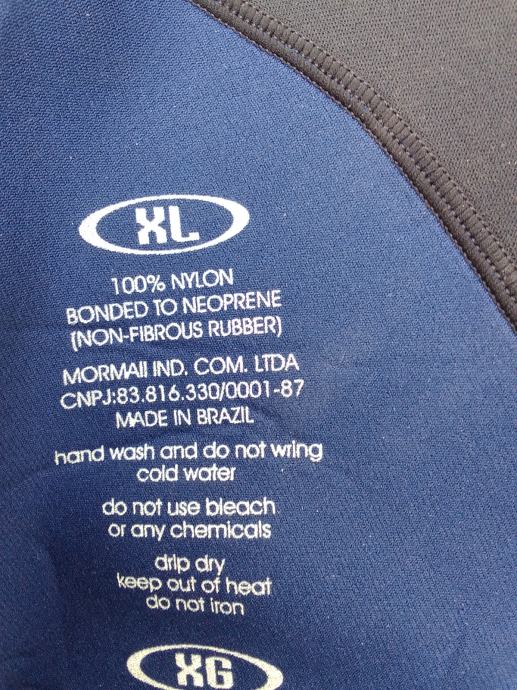 XL
100% NYLON
BONDED TO NEOPRENE
(NON-FIBROUS RUBBER)
MORMAII IND. COM. LTDA
CNPJ:83.816.330/0001-87
MADE IN BRAZIL
hand wash and do not wring
cold water
do not use bleach
or any chemicals
drip dry
keep out of heat
do not iron
XG